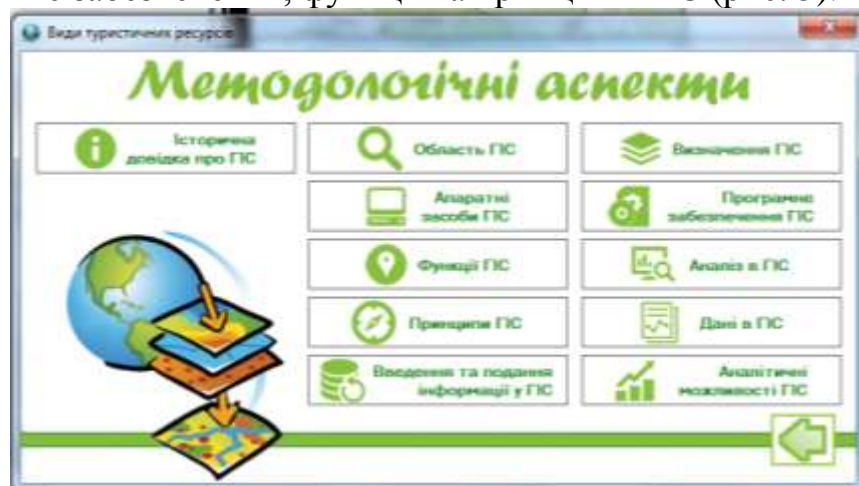 Види туристичних ресурсів
Методологічні аспекти
Історична
довідка про ГІС
Область ГІС
Визначення ГІС
Апаратні
засоби ГІС
Програмне
забезпечення ГІС
Функції ГІС
Аналіз в ГІС
Принципи ГІС
Дані в ГІС
Введення та подання
інформації у ГІС
Аналітичні
можливості ГІС